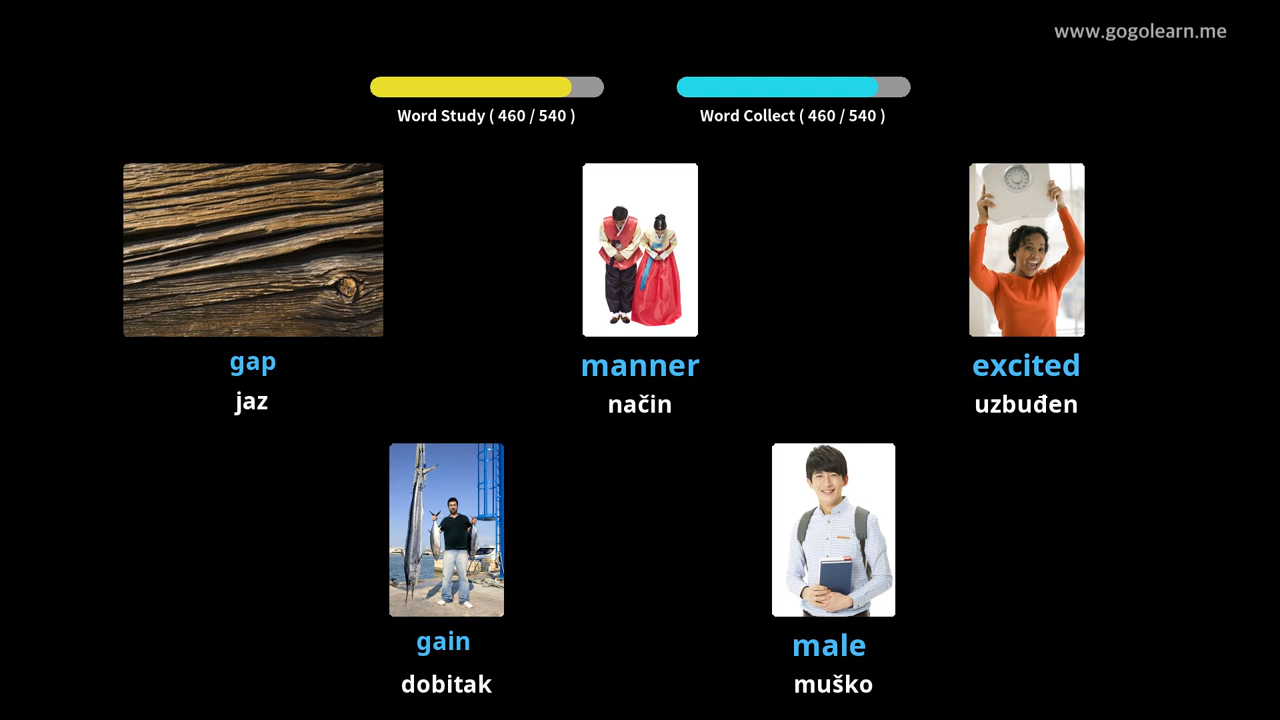 www.gogolearn.me
Word Study ( 460 / 540 )
Word Collect ( 460 / 540 )
gap
jaz
manner
način
excited
uzbuđen
gain
dobitak
male
muško